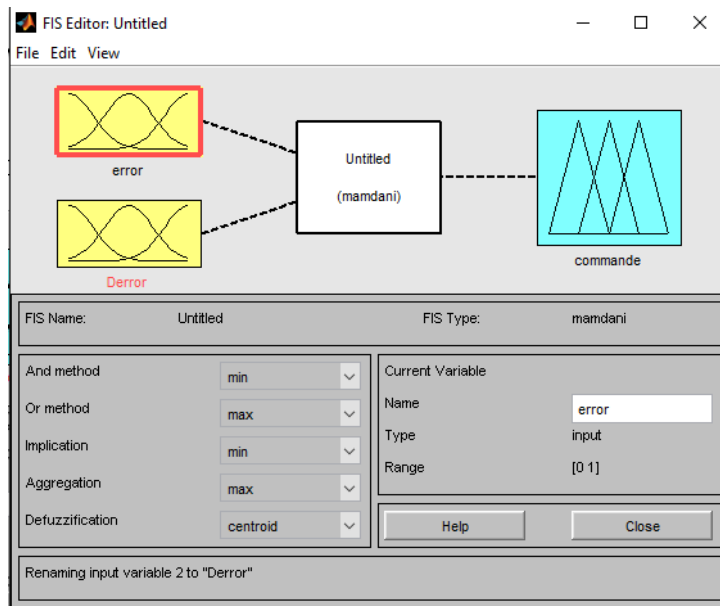 FIS Editor: Untitled
File Edit View
error
Derror
Untitled
(mamdani)
commande
FIS Name: Untitled FIS Type: mamdani
And method min
Or method max
Implication min
Aggregation max
Defuzzification centroid
Current Variable
Name error
Type input
Range [0 1]
Help Close
Renaming input variable 2 to "Derror"